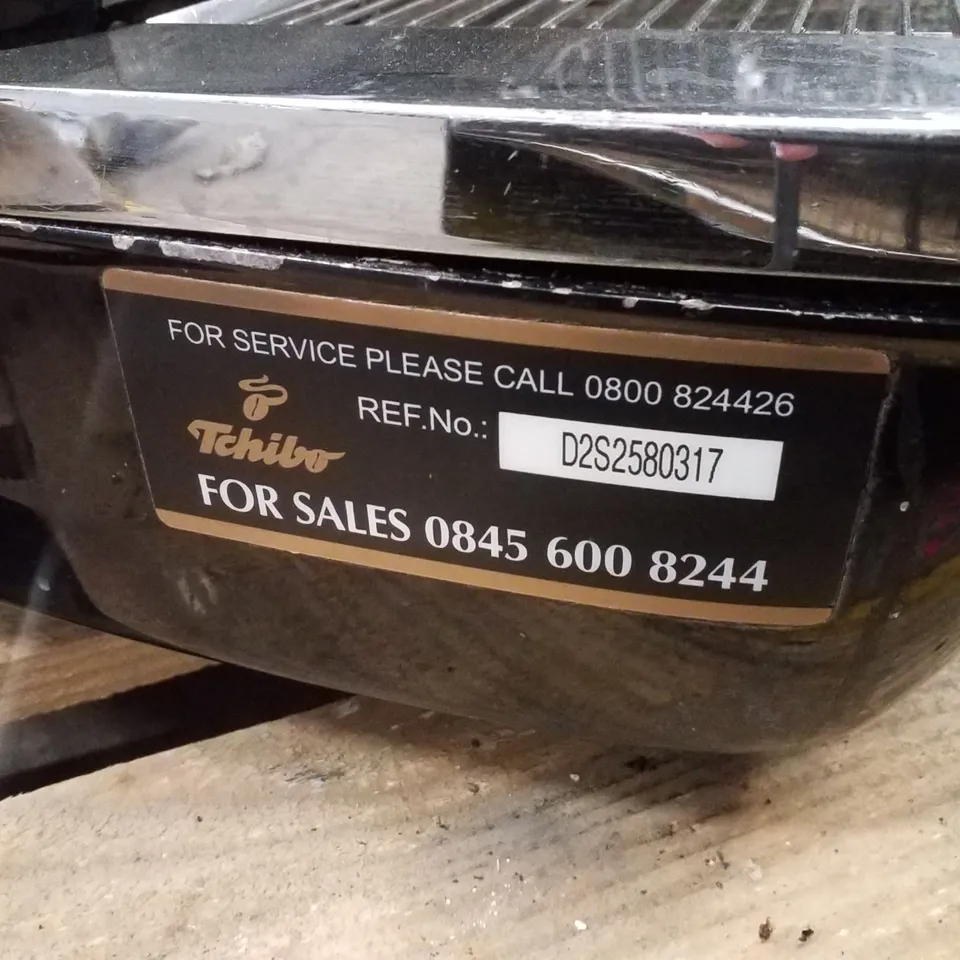 FOR SERVICE PLEASE CALL 0800 824426
REF.No.: D2S2580317
Tchibo
FOR SALES 0845 600 8244